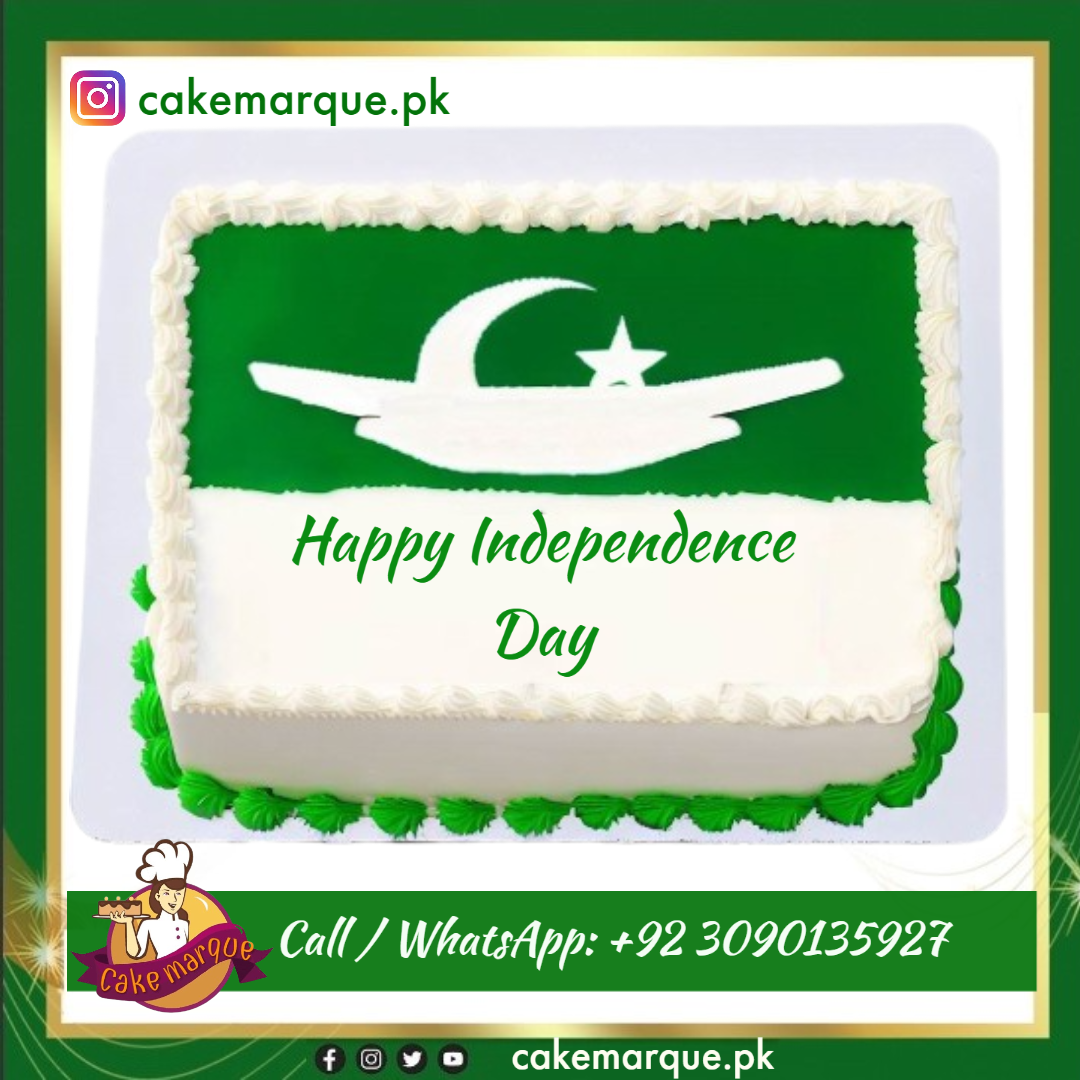 cakemarque.pk
Happy Independence
Day
Cake marque
Call / WhatsApp: +92 3090135927
cakemarque.pk